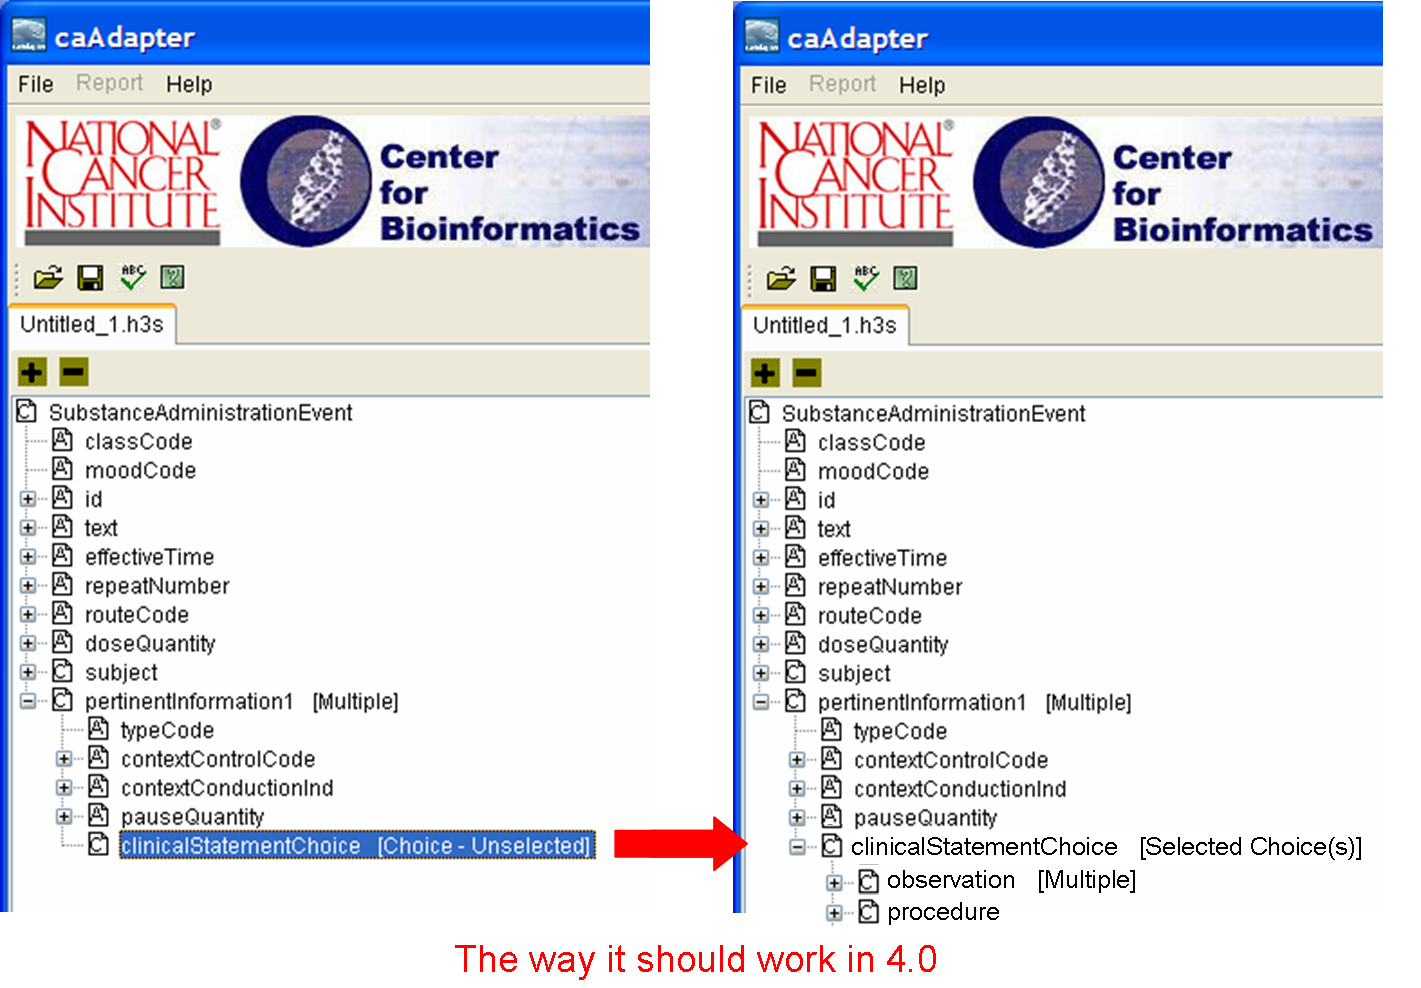 caAdapter
File Report Help
NATIONAL®
CANCER
INSTITUTE
Center
for
Bioinformatics
ABC
?
Untitled_1.h3s
C SubstanceAdministrationEvent
A classCode
A moodCode
A id
A text
A effectiveTime
A repeatNumber
A routeCode
A doseQuantity
C subject
C pertinentInformation1 [Multiple]
A typeCode
A contextControlCode
A contextConductionInd
A pauseQuantity
C clinicalStatementChoice [Choice - Unselected]
caAdapter
File Report Help
NATIONAL®
CANCER
INSTITUTE
Center
for
Bioinformatics
ABC
?
Untitled_1.h3s
C SubstanceAdministrationEvent
A classCode
A moodCode
A id
A text
A effectiveTime
A repeatNumber
A routeCode
A doseQuantity
C subject
C pertinentInformation1 [Multiple]
A typeCode
A contextControlCode
A contextConductionInd
A pauseQuantity
C clinicalStatementChoice [Selected Choice(s)]
C observation [Multiple]
C procedure
The way it should work in 4.0